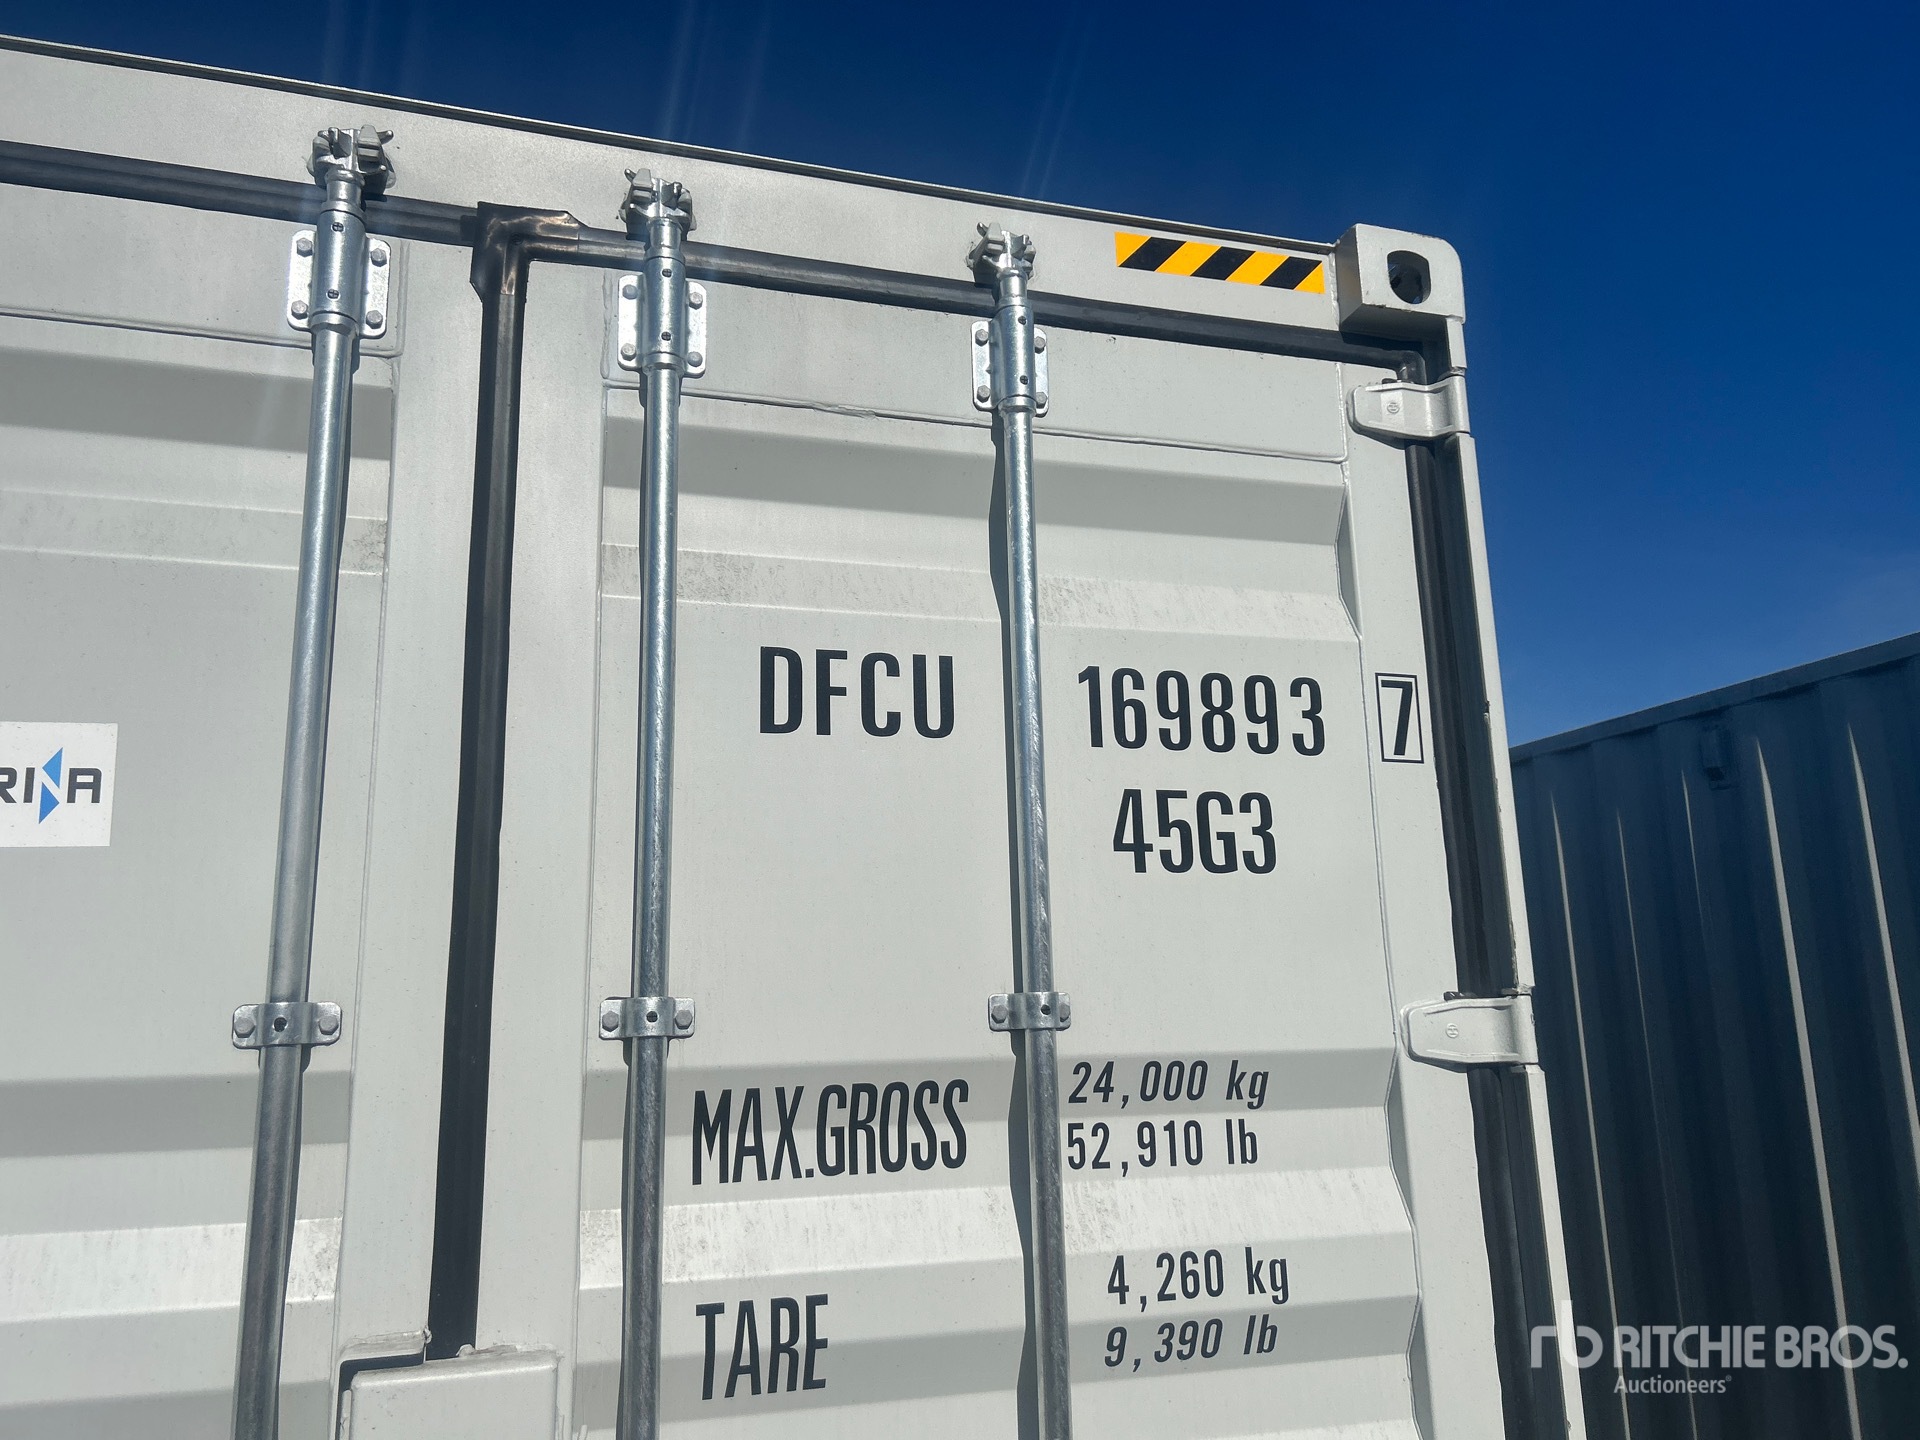 DFCU 169893 7
45G3
RINA
MAX.GROSS 24,000 kg
52,910 lb
TARE 4,260 kg
9,390 lb
rb RITCHIE BROS.
Auctioneers®